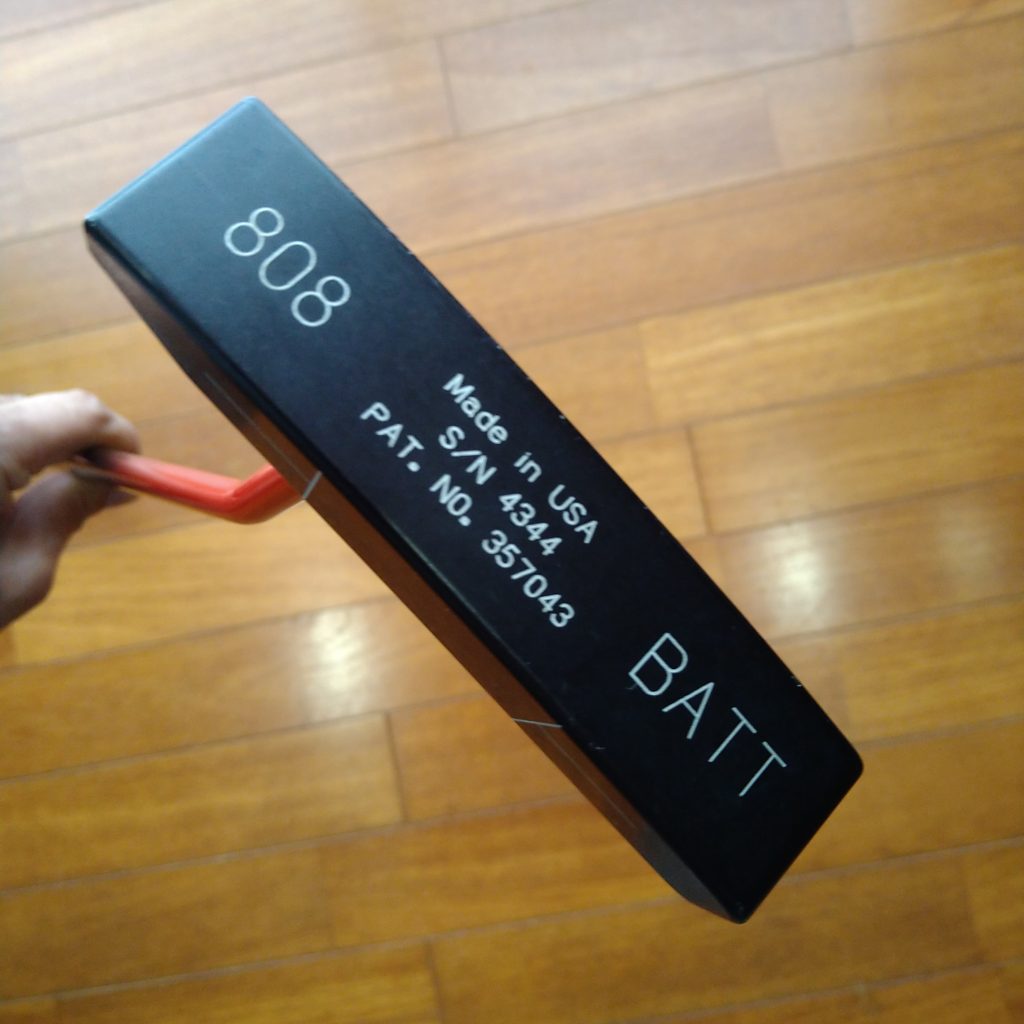 808
Made in USA
S/N 4344
PAT. NO. 357043
BATT